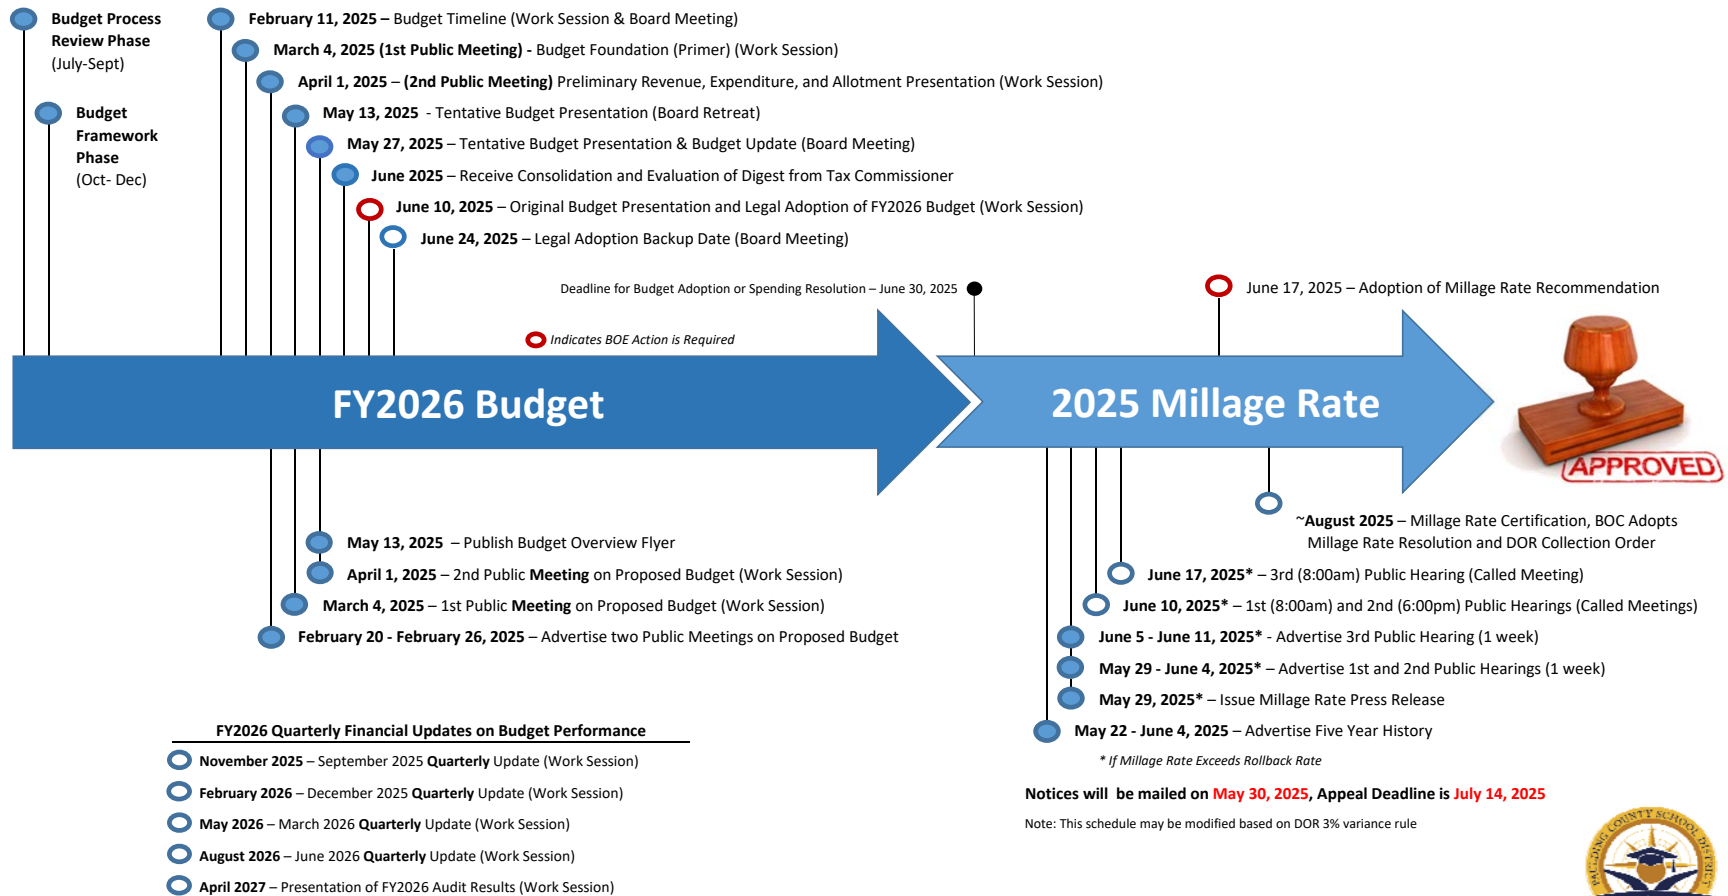 Budget Process
Review Phase
(July-Sept)
Budget
Framework
Phase
(Oct- Dec)
February 11, 2025 – Budget Timeline (Work Session & Board Meeting)
March 4, 2025 (1st Public Meeting) - Budget Foundation (Primer) (Work Session)
April 1, 2025 – (2nd Public Meeting) Preliminary Revenue, Expenditure, and Allotment Presentation (Work Session)
May 13, 2025 - Tentative Budget Presentation (Board Retreat)
May 27, 2025 – Tentative Budget Presentation & Budget Update (Board Meeting)
June 2025 – Receive Consolidation and Evaluation of Digest from Tax Commissioner
June 10, 2025 – Original Budget Presentation and Legal Adoption of FY2026 Budget (Work Session)
June 24, 2025 – Legal Adoption Backup Date (Board Meeting)
Deadline for Budget Adoption or Spending Resolution – June 30, 2025
June 17, 2025 – Adoption of Millage Rate Recommendation
Indicates BOE Action is Required
FY2026 Budget
2025 Millage Rate
APPROVED
May 13, 2025 – Publish Budget Overview Flyer
April 1, 2025 – 2nd Public Meeting on Proposed Budget (Work Session)
March 4, 2025 – 1st Public Meeting on Proposed Budget (Work Session)
February 20 - February 26, 2025 – Advertise two Public Meetings on Proposed Budget
~August 2025 – Millage Rate Certification, BOC Adopts
Millage Rate Resolution and DOR Collection Order
June 17, 2025* – 3rd (8:00am) Public Hearing (Called Meeting)
June 10, 2025* – 1st (8:00am) and 2nd (6:00pm) Public Hearings (Called Meetings)
June 5 - June 11, 2025* - Advertise 3rd Public Hearing (1 week)
May 29 - June 4, 2025* – Advertise 1st and 2nd Public Hearings (1 week)
May 29, 2025* – Issue Millage Rate Press Release
May 22 - June 4, 2025 – Advertise Five Year History
* If Millage Rate Exceeds Rollback Rate
Notices will be mailed on May 30, 2025, Appeal Deadline is July 14, 2025
Note: This schedule may be modified based on DOR 3% variance rule
FY2026 Quarterly Financial Updates on Budget Performance
November 2025 – September 2025 Quarterly Update (Work Session)
February 2026 – December 2025 Quarterly Update (Work Session)
May 2026 – March 2026 Quarterly Update (Work Session)
August 2026 – June 2026 Quarterly Update (Work Session)
April 2027 – Presentation of FY2026 Audit Results (Work Session)
PAULDING COUNTY SCHOOL DISTRICT